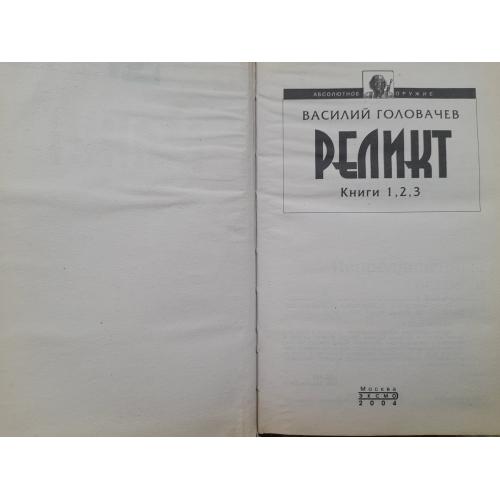 АБСОЛЮТНОЕ ОРУЖИЕ
ВАСИЛИЙ ГОЛОВАЧЕВ
РЕЛИКТ
Книги 1,2,3
Москва
ЭКСМО
2004